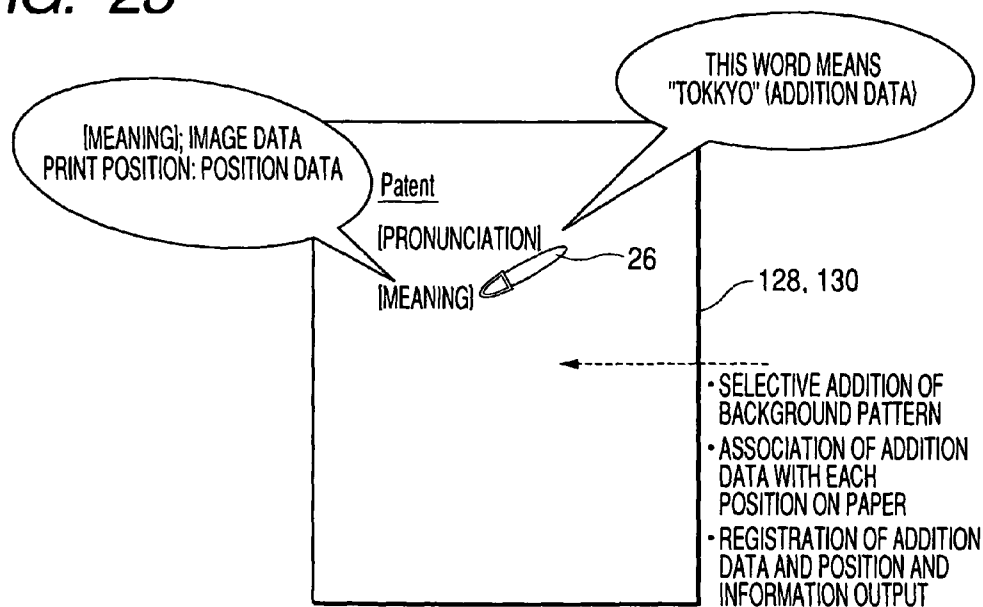 FIG. 23
THIS WORD MEANS
"TOKKYO" (ADDITION DATA)
[MEANING]; IMAGE DATA
PRINT POSITION: POSITION DATA
Patent
[PRONUNCIATION]
26
[MEANING]
128, 130
• SELECTIVE ADDITION OF
BACKGROUND PATTERN
• ASSOCIATION OF ADDITION
DATA WITH EACH
POSITION ON PAPER
• REGISTRATION OF ADDITION
DATA AND POSITION AND
INFORMATION OUTPUT